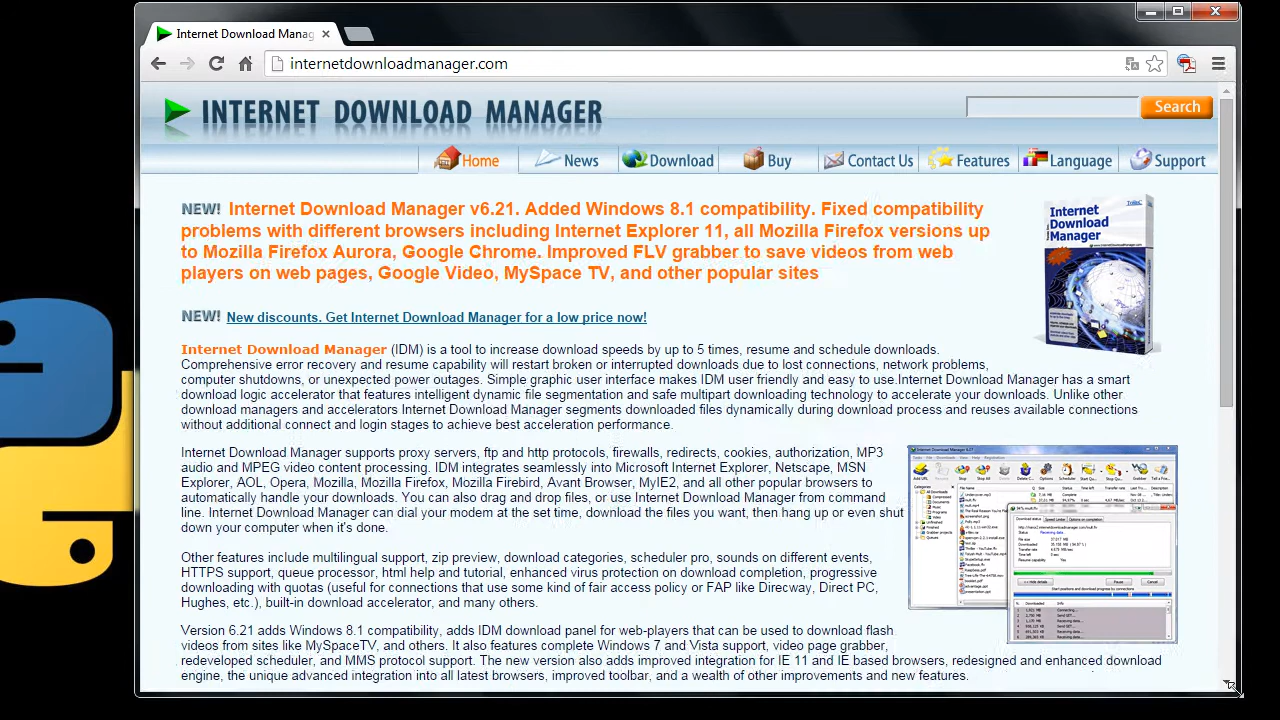 Internet Download Manag
internetdownloadmanager.com
INTERNET DOWNLOAD MANAGER
Search
Home
News
Download
Buy
Contact Us
Features
Language
Support
NEW! Internet Download Manager v6.21. Added Windows 8.1 compatibility. Fixed compatibility
problems with different browsers including Internet Explorer 11, all Mozilla Firefox versions up
to Mozilla Firefox Aurora, Google Chrome. Improved FLV grabber to save videos from web
players on web pages, Google Video, MySpace TV, and other popular sites
Internet
Download
Manager
NEW! New discounts. Get Internet Download Manager for a low price now!
Internet Download Manager (IDM) is a tool to increase download speeds by up to 5 times, resume and schedule downloads.
Comprehensive error recovery and resume capability will restart broken or interrupted downloads due to lost connections, network problems,
computer shutdowns, or unexpected power outages. Simple graphic user interface makes IDM user friendly and easy to use.Internet Download Manager has a smart
download logic accelerator that features intelligent dynamic file segmentation and safe multipart downloading technology to accelerate your downloads. Unlike other
download managers and accelerators Internet Download Manager segments downloaded files dynamically during download process and reuses available connections
without additional connect and login stages to achieve best acceleration performance.
Internet Download Manager supports proxy servers, ftp and http protocols, firewalls, redirects, cookies, authorization, MP3
audio and MPEG video content processing. IDM integrates seamlessly into Microsoft Internet Explorer, Netscape, MSN
Explorer, AOL, Opera, Mozilla, Mozilla Firefox, Mozilla Firebird, Avant Browser, MyIE2, and all other popular browsers to
automatically handle your downloads. You can also drag and drop files, or use Internet Download Manager from command
line. Internet Download Manager can dial your modem at the set time, download the files you want, then hang up or even shut
down your computer when it's done.
Other features include multilingual support, zip preview, download categories, scheduler pro, sounds on different events,
HTTPS support, queue processor, html help and tutorial, enhanced virus protection on download completion, progressive
downloading with quotas (useful for connections that use some kind of fair access policy or FAP like Direcway, Direct PC,
Hughes, etc.), built-in download accelerator, and many others.
Version 6.21 adds Windows 8.1 compatibility, adds IDM download panel for web-players that can be used to download flash
videos from sites like MySpaceTV, and others. It also features complete Windows 7 and Vista support, video page grabber,
redeveloped scheduler, and MMS protocol support. The new version also adds improved integration for IE 11 and IE based browsers, redesigned and enhanced download
engine, the unique advanced integration into all latest browsers, improved toolbar, and a wealth of other improvements and new features.